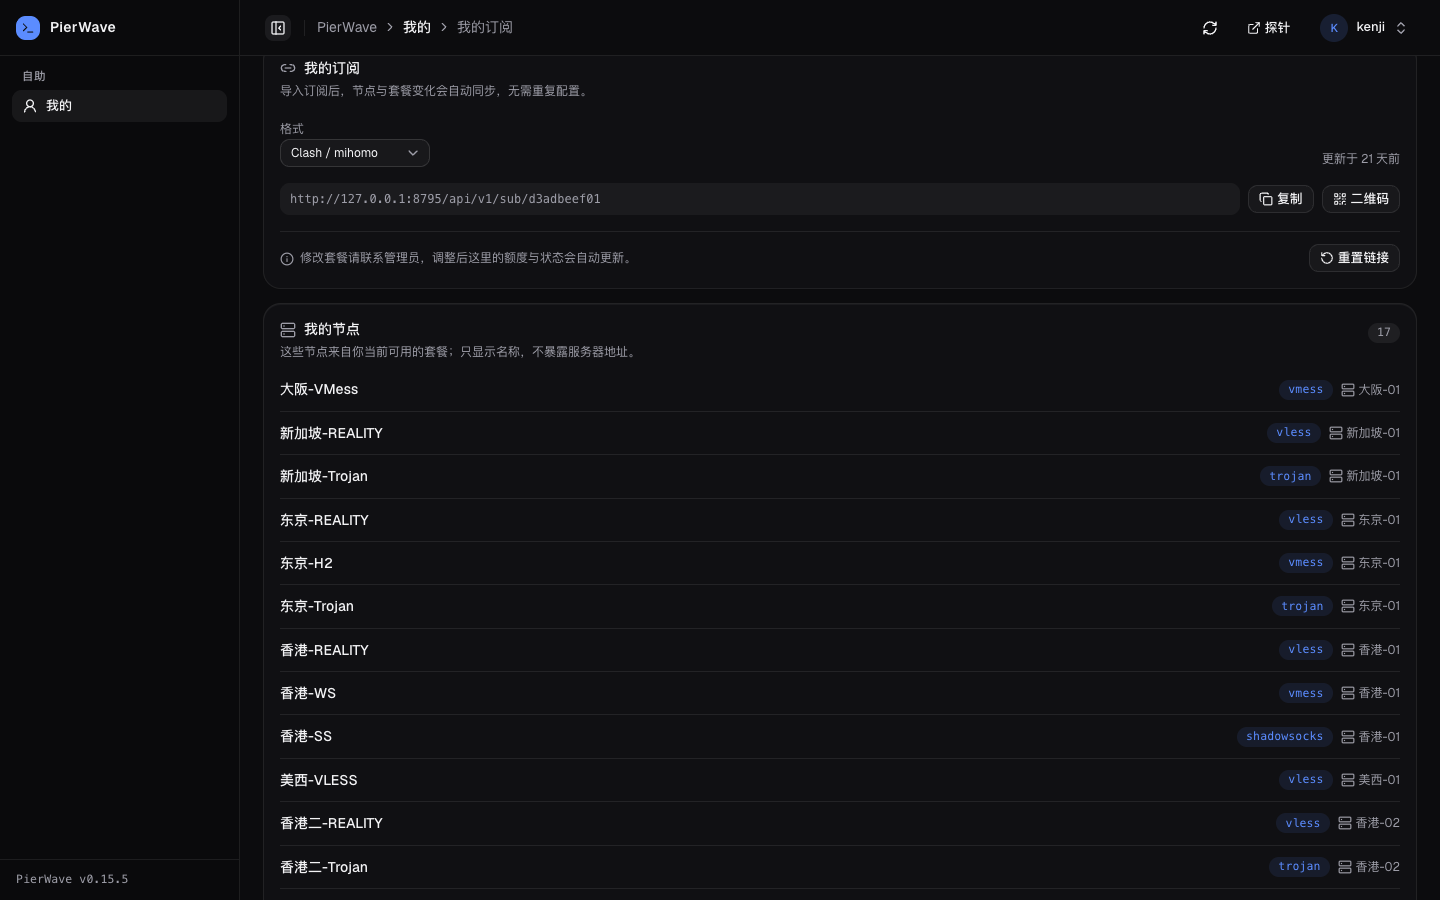 PierWave
PierWave > 我的 > 我的订阅
探针
K
kenji
自助
我的
我的订阅
导入订阅后，节点与套餐变化会自动同步，无需重复配置。
格式
Clash / mihomo
更新于 21 天前
http://127.0.0.1:8795/api/v1/sub/d3adbeef01
复制
二维码
修改套餐请联系管理员，调整后这里的额度与状态会自动更新。
重置链接
我的节点
17
这些节点来自你当前可用的套餐；只显示名称，不暴露服务器地址。
大阪-VMess vmess 大阪-01
新加坡-REALITY vless 新加坡-01
新加坡-Trojan trojan 新加坡-01
东京-REALITY vless 东京-01
东京-H2 vmess 东京-01
东京-Trojan trojan 东京-01
香港-REALITY vless 香港-01
香港-WS vmess 香港-01
香港-SS shadowsocks 香港-01
美西-VLESS vless 美西-01
香港二-REALITY vless 香港-02
香港二-Trojan trojan 香港-02
PierWave v0.15.5